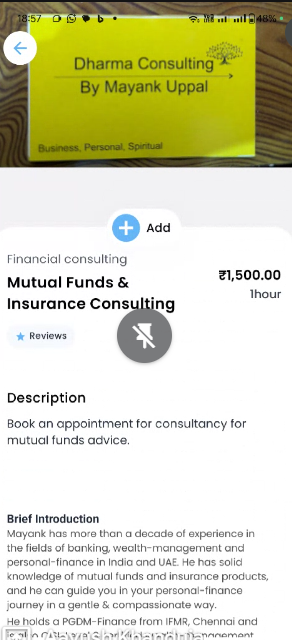 18:57
48%
Dharma Consulting
By Mayank Uppal
Business, Personal, Spiritual
Add
Financial consulting
Mutual Funds &
Insurance Consulting
₹1,500.00
1hour
Reviews
Description
Book an appointment for consultancy for
mutual funds advice.
Brief Introduction
Mayank has more than a decade of experience in
the fields of banking, wealth-management and
personal-finance in India and UAE. He has solid
knowledge of mutual funds and insurance products,
and he can guide you in your personal-finance
journey in a gentle & compassionate way.
He holds a PGDM-Finance from IFMR, Chennai and